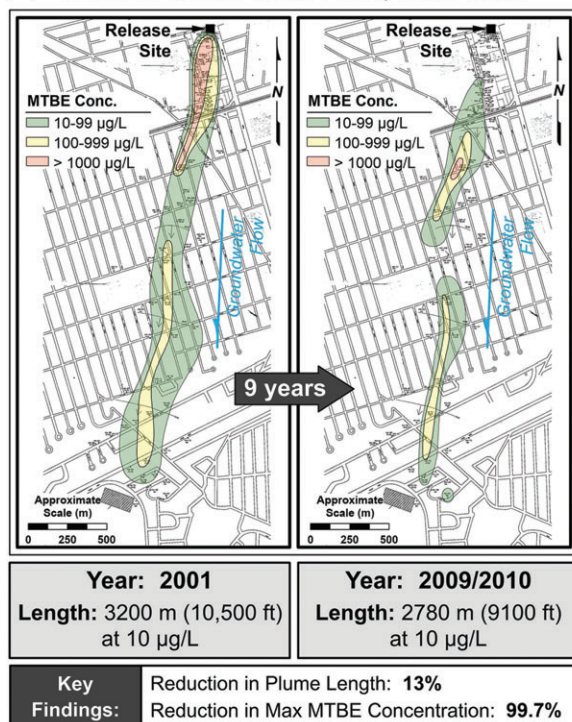 Release
Site
N
MTBE Conc.
10-99 µg/L
100-999 µg/L
> 1000 µg/L
Groundwater
Flow
Approximate
Scale (m)
0 250 500
Release
Site
N
MTBE Conc.
10-99 µg/L
100-999 µg/L
> 1000 µg/L
Groundwater
Flow
Approximate
Scale (m)
0 250 500
9 years
Year: 2001
Length: 3200 m (10,500 ft)
at 10 µg/L
Year: 2009/2010
Length: 2780 m (9100 ft)
at 10 µg/L
Key
Findings:
Reduction in Plume Length: 13%
Reduction in Max MTBE Concentration: 99.7%